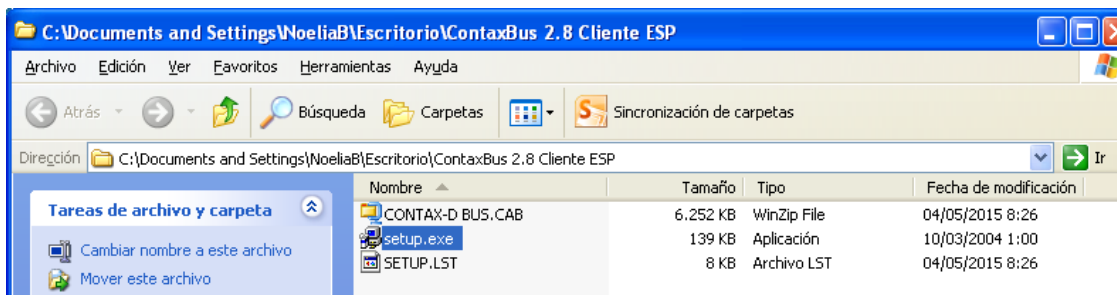 C:\Documents and Settings\NoeliaB\Escritorio\ContaxBus 2.8 Cliente ESP
Archivo Edición Ver Favoritos Herramientas Ayuda
Atrás Búsqueda Carpetas Sincronización de carpetas
Dirección C:\Documents and Settings\NoeliaB\Escritorio\ContaxBus 2.8 Cliente ESP Ir
Nombre Tamaño Tipo Fecha de modificación
Tareas de archivo y carpeta
CONTAX-D BUS.CAB 6.252 KB WinZip File 04/05/2015 8:26
setup.exe 139 KB Aplicación 10/03/2004 1:00
Cambiar nombre a este archivo
SETUP.LST 8 KB Archivo LST 04/05/2015 8:26
Mover este archivo